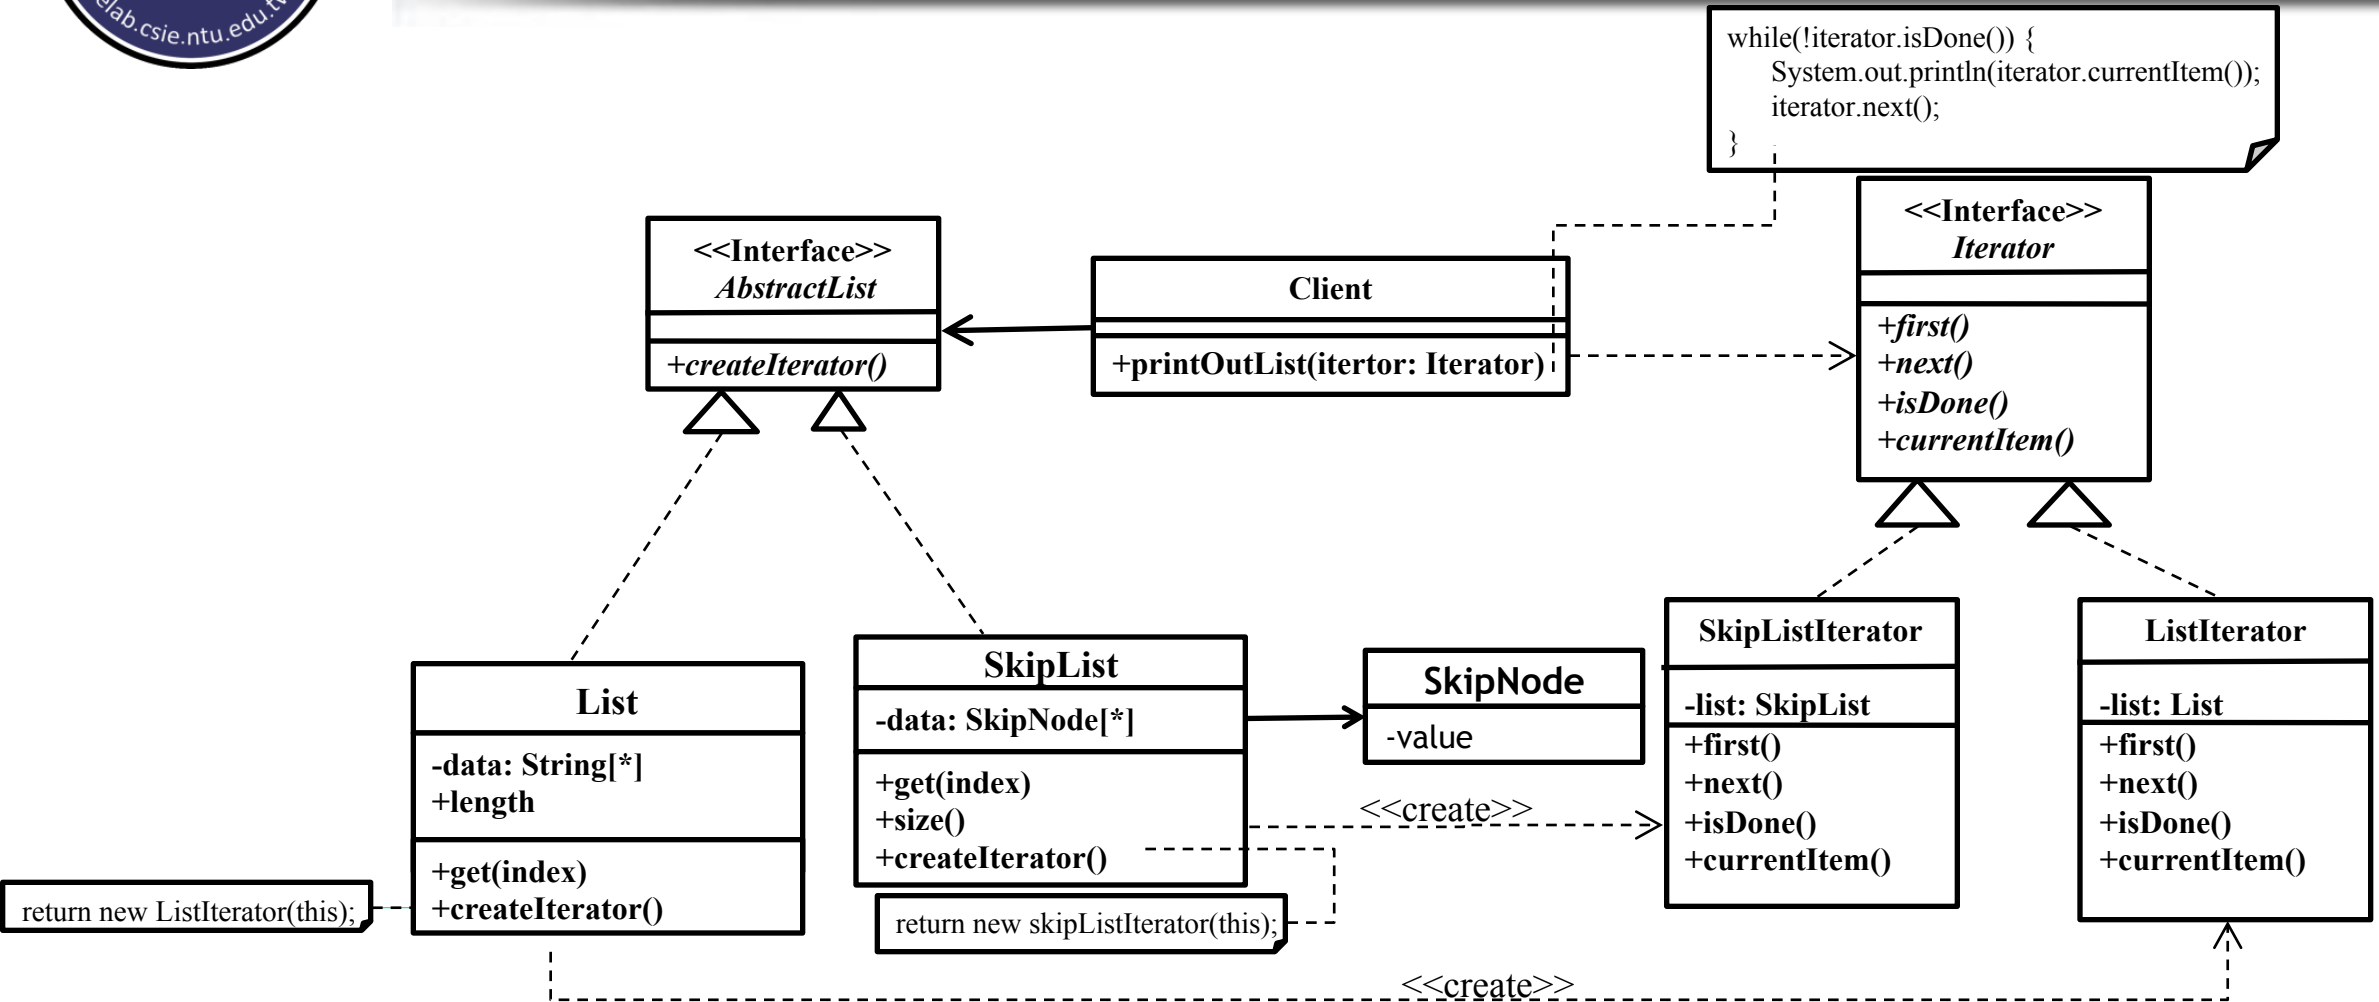 elab.csie.ntu.edu.tw
while(!iterator.isDone()) {
System.out.println(iterator.currentItem());
iterator.next();
}
<<Interface>>
AbstractList
+createIterator()
Client
+printOutList(itertor: Iterator)
<<Interface>>
Iterator
+first()
+next()
+isDone()
+currentItem()
List
-data: String[*]
+length
+get(index)
+createIterator()
return new ListIterator(this);
SkipList
-data: SkipNode[*]
+get(index)
+size()
+createIterator()
return new skipListIterator(this);
SkipNode
-value
<<create>>
SkipListIterator
-list: SkipList
+first()
+next()
+isDone()
+currentItem()
ListIterator
-list: List
+first()
+next()
+isDone()
+currentItem()
<<create>>